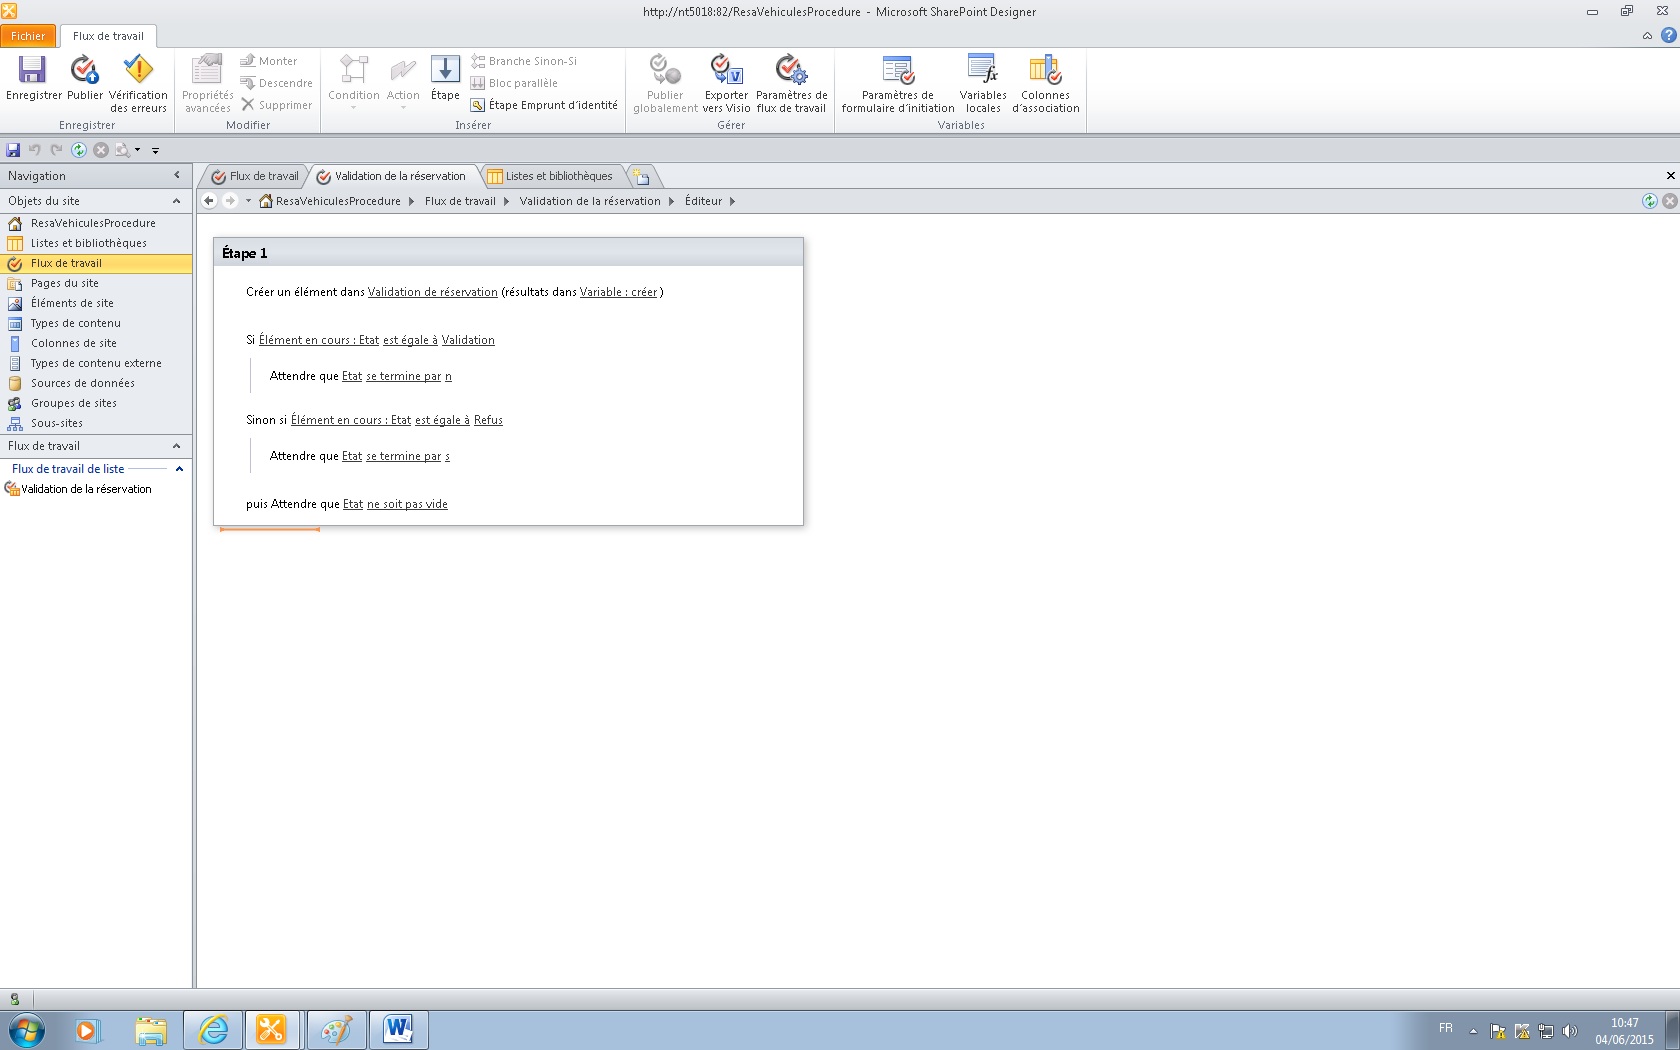 http://nt5018:82/ResaVehiculesProcedure - Microsoft SharePoint Designer
Fichier
Flux de travail
Enregistrer
Publier
Vérification des erreurs
Enregistrer
Propriétés avancées
Monter
Descendre
Supprimer
Modifier
Condition
Action
Étape
Branche Sinon-Si
Bloc parallèle
Étape Emprunt d'identité
Insérer
Publier globalement
Exporter vers Visio
Paramètres de flux de travail
Gérer
Paramètres de formulaire d'initiation
Variables locales
Colonnes d'association
Variables
Navigation
Objets du site
ResaVehiculesProcedure
Listes et bibliothèques
Flux de travail
Pages du site
Éléments de site
Types de contenu
Colonnes de site
Types de contenu externe
Sources de données
Groupes de sites
Sous-sites
Flux de travail
Flux de travail de liste
Validation de la réservation
Flux de travail
Validation de la réservation
Listes et bibliothèques
ResaVehiculesProcedure
Flux de travail
Validation de la réservation
Éditeur
Étape 1
Créer un élément dans Validation de réservation (résultats dans Variable : créer )
Si Élément en cours : Etat est égale à Validation
Attendre que Etat se termine par n
Sinon si Élément en cours : Etat est égale à Refus
Attendre que Etat se termine par s
puis Attendre que Etat ne soit pas vide
FR
10:47
04/06/2015